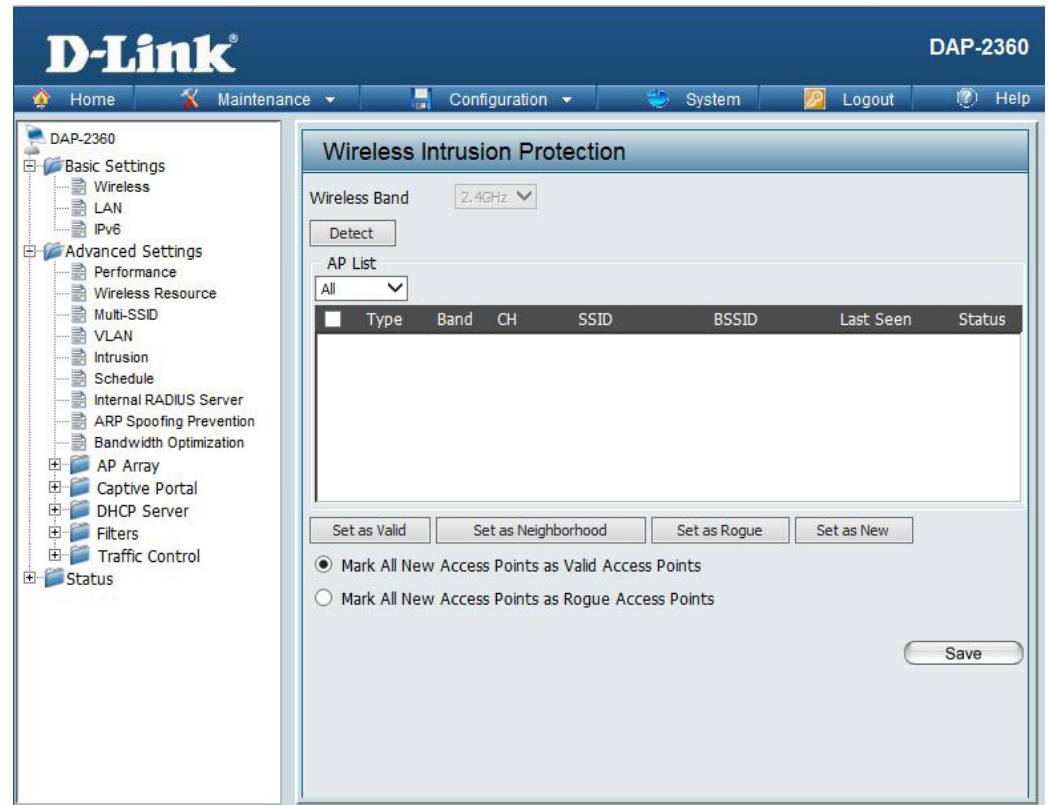 D-Link®
DAP-2360
Home Maintenance Configuration System Logout Help
DAP-2360
Basic Settings
Wireless
LAN
IPv6
Advanced Settings
Performance
Wireless Resource
Multi-SSID
VLAN
Intrusion
Schedule
Internal RADIUS Server
ARP Spoofing Prevention
Bandwidth Optimization
AP Array
Captive Portal
DHCP Server
Filters
Traffic Control
Status
Wireless Intrusion Protection
Wireless Band 2.4GHz
Detect
AP List
All
Type Band CH SSID BSSID Last Seen Status
Set as Valid Set as Neighborhood Set as Rogue Set as New
Mark All New Access Points as Valid Access Points
Mark All New Access Points as Rogue Access Points
Save